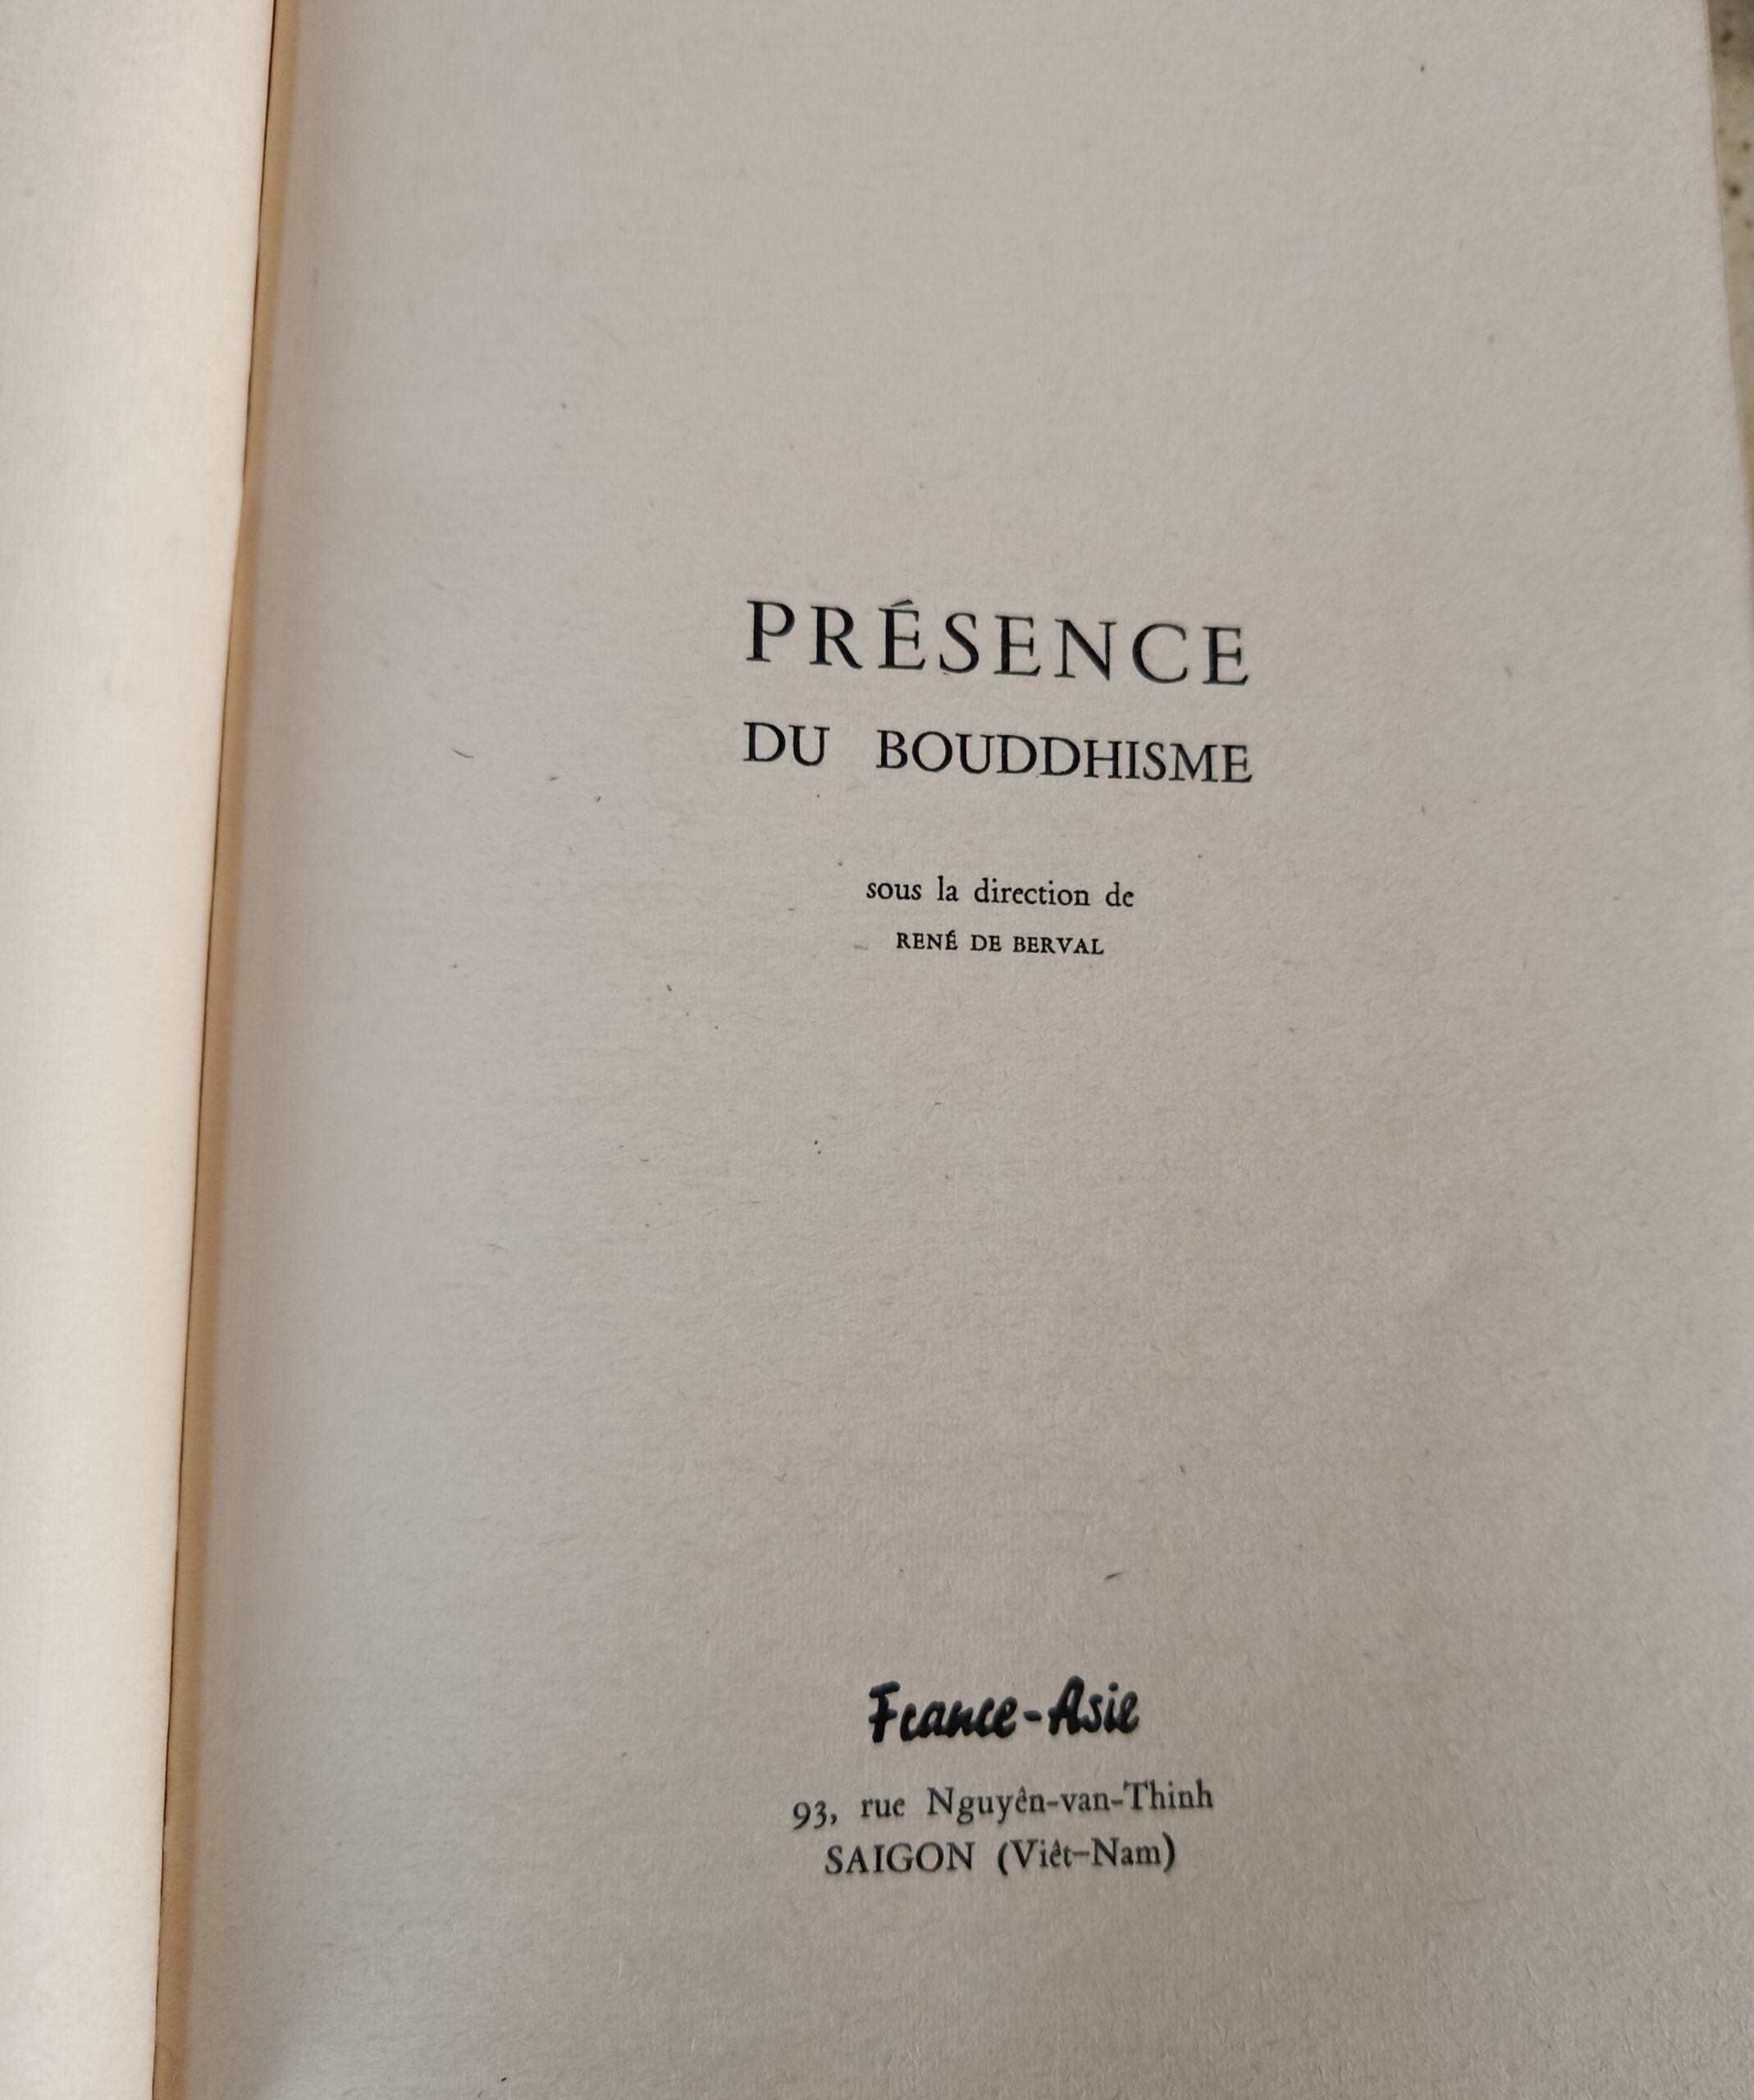 PRÉSENCE
DU BOUDDHISME
sous la direction de
RENÉ DE BERVAL
France-Asie
93, rue Nguyên-van-Thinh
SAIGON (Viêt-Nam)